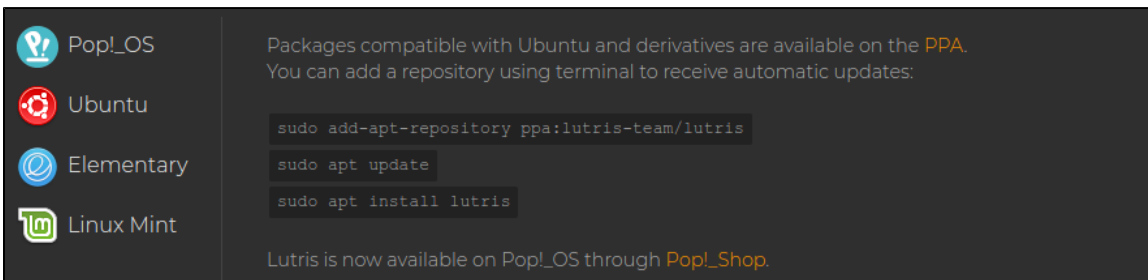 Pop!_OS
Ubuntu
Elementary
Linux Mint
Packages compatible with Ubuntu and derivatives are available on the PPA.
You can add a repository using terminal to receive automatic updates:
sudo add-apt-repository ppa:lutris-team/lutris
sudo apt update
sudo apt install lutris
Lutris is now available on Pop!_OS through Pop!_Shop.